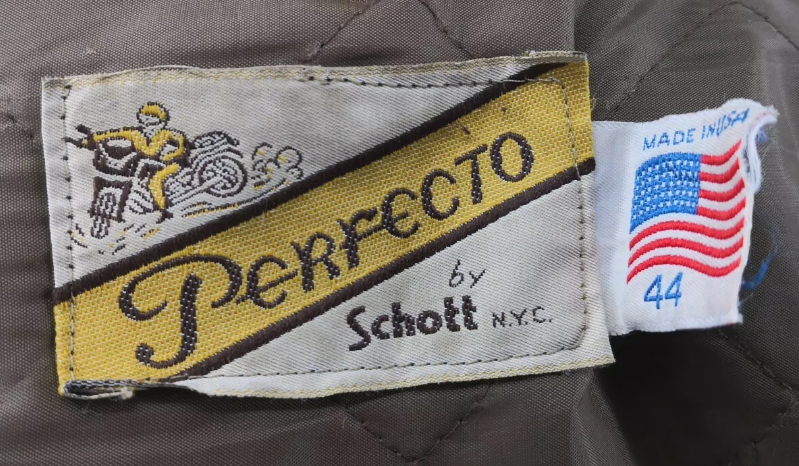 PERFECTO
by
Schott N.Y.C.
MADE IN USA
44